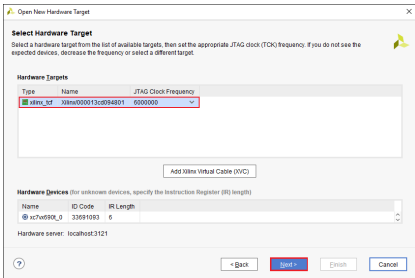 Open New Hardware Target
Select Hardware Target
Select a hardware target from the list of available targets, then set the appropriate JTAG clock (TCK) frequency. If you do not see the
expected devices, decrease the frequency or select a different target.
Hardware Targets
Type Name JTAG Clock Frequency
xilinx_tcf Xilinx/000013cd094801 6000000
Add Xilinx Virtual Cable (XVC)
Hardware Devices (for unknown devices, specify the Instruction Register (IR) length)
Name ID Code IR Length
xc7vx690t_0 33691093 6
Hardware server: localhost:3121
? < Back Next > Finish Cancel